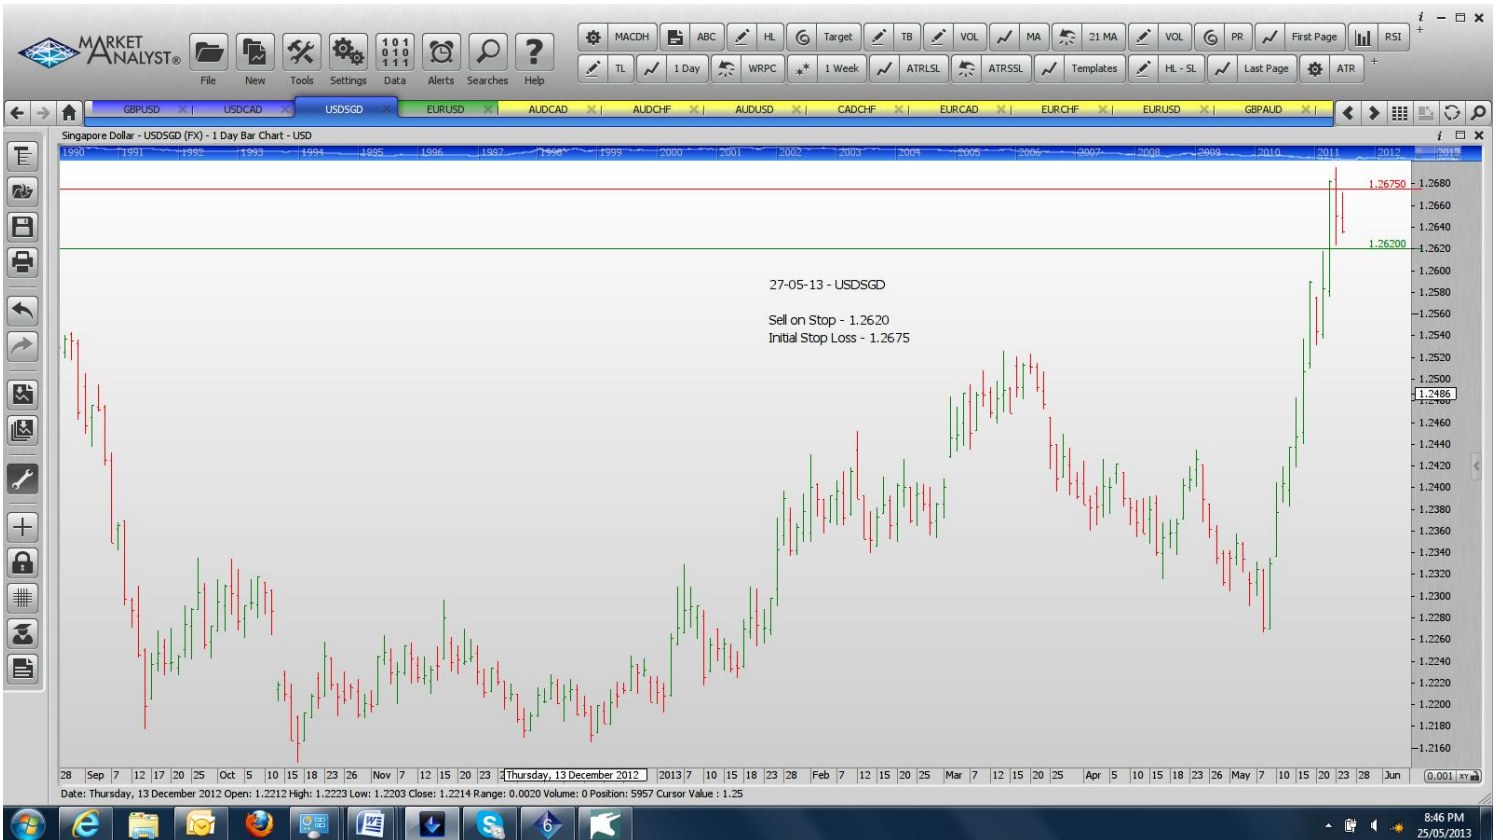 MARKET
ANALYST®
File
New
Tools
Settings
101
010
111
Data
Alerts
Searches
?
Help
MACDH
ABC
HL
Target
TB
VOL
MA
21 MA
VOL
PR
First Page
RSI
TL
1 Day
WRPC
1 Week
ATRLSL
ATRSSL
Templates
HL - SL
Last Page
ATR
GBPUSD
USDCAD
USDSGD
EURUSD
AUDCAD
AUDCHF
AUDUSD
CADCHF
EURCAD
EURCHF
EURUSD
GBPAUD
Singapore Dollar - USDSGD (FX) - 1 Day Bar Chart - USD
1990 1991 1992 1993 1994 1995 1996 1997 1998 1999 2000 2001 2002 2003 2004 2005 2006 2007 2008 2009 2010 2011 2012 2013
1.26750
1.2680
1.2660
1.2640
1.26200
1.2620
1.2600
1.2580
1.2560
1.2540
1.2520
1.2500
1.2486
1.2460
1.2440
1.2420
1.2400
1.2380
1.2360
1.2340
1.2320
1.2300
1.2280
1.2260
1.2240
1.2220
1.2200
1.2180
1.2160
27-05-13 - USDSGD
Sell on Stop - 1.2620
Initial Stop Loss - 1.2675
28 Sep 7 12 17 20 25 Oct 5 10 15 18 23 26 Nov 7 12 15 20 23 Thursday, 13 December 2012 2013 7 10 15 18 23 28 Feb 7 12 15 20 25 Mar 7 12 15 20 25 Apr 5 10 15 18 23 26 May 7 10 15 20 23 28 Jun
0.001 XY
Date: Thursday, 13 December 2012 Open: 1.2212 High: 1.2223 Low: 1.2203 Close: 1.2214 Range: 0.0020 Volume: 0 Position: 5957 Cursor Value : 1.25
8:46 PM
25/05/2013